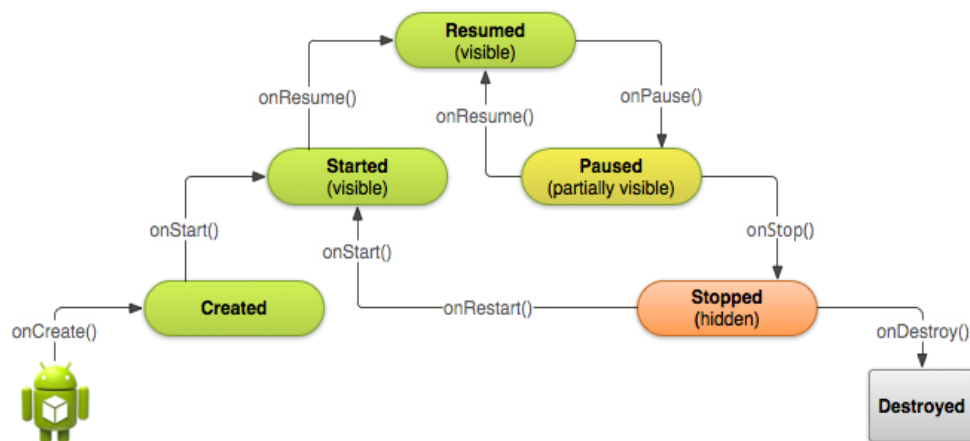 Resumed
(visible)
onResume()
onResume()
onPause()
Started
(visible)
Paused
(partially visible)
onStart()
onStart()
onStop()
Created
onRestart()
Stopped
(hidden)
onCreate()
onDestroy()
Destroyed